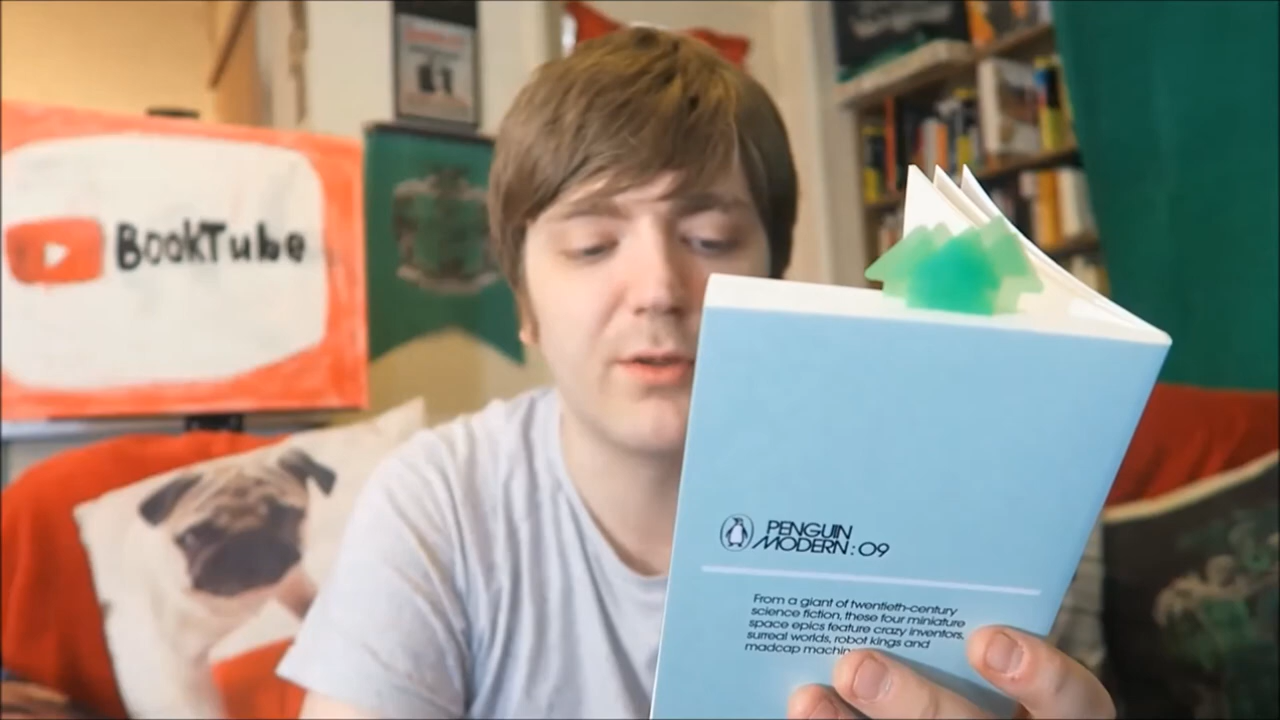 BookTube
PENGUIN
MODERN : 09
From a giant of twentieth-century
science fiction, these four miniature
space epics feature crazy inventors,
surreal worlds, robot kings and
madcap